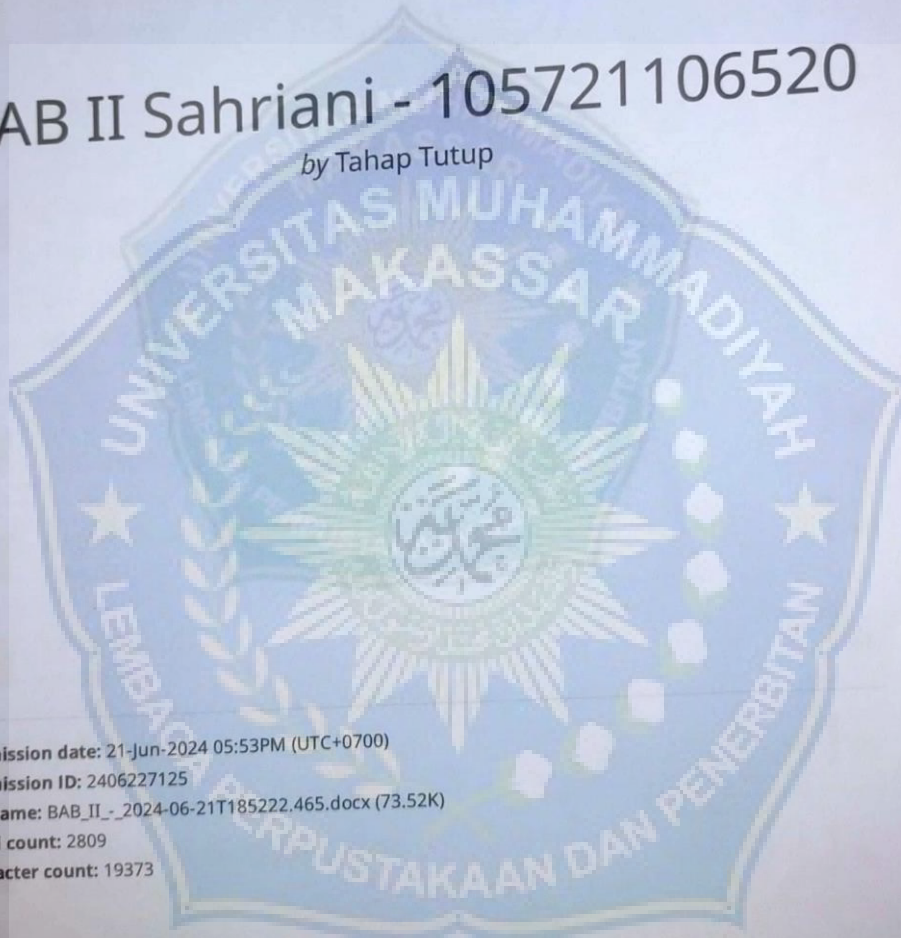 AB II Sahriani - 105721106520
by Tahap Tutup
UNIVERSITAS MUHAMMADIYAH
MAKASSAR
محمد
LEMBAGA PERPUSTAKAAN DAN PENERBITAN
ission date: 21-Jun-2024 05:53PM (UTC+0700)
ission ID: 2406227125
ame: BAB_II_-_2024-06-21T185222.465.docx (73.52K)
count: 2809
acter count: 19373